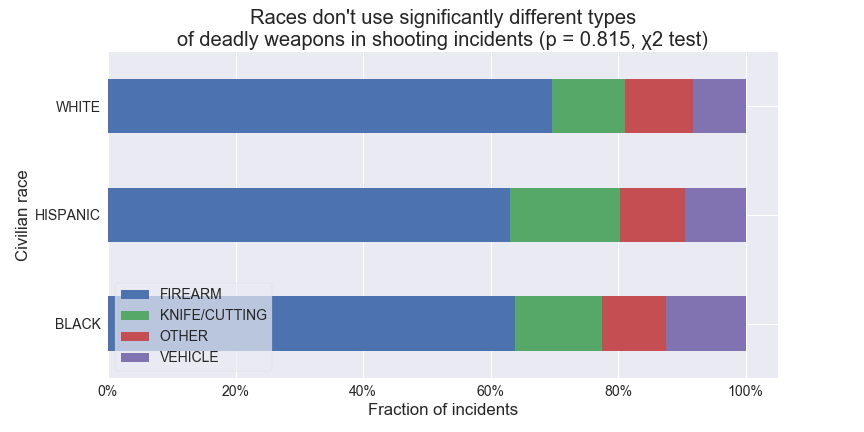 Races don't use significantly different types
of deadly weapons in shooting incidents (p = 0.815, χ2 test)
Civilian race
WHITE
HISPANIC
BLACK
FIREARM
KNIFE/CUTTING
OTHER
VEHICLE
0% 20% 40% 60% 80% 100%
Fraction of incidents